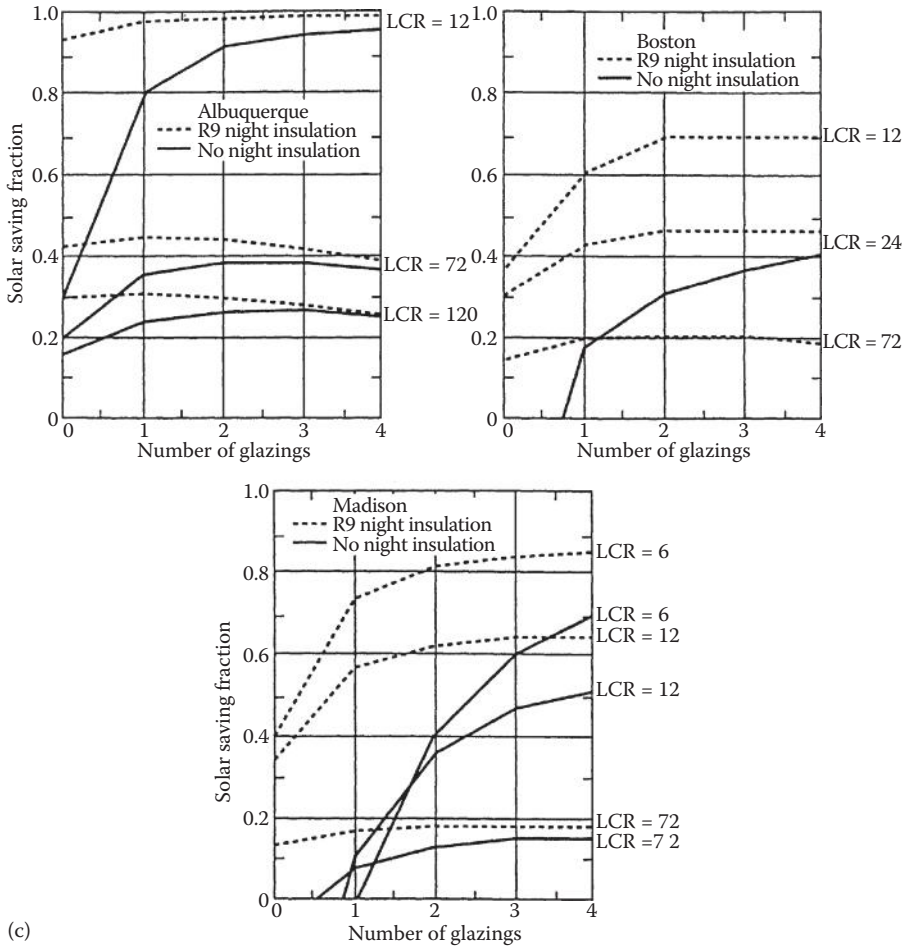 1.0
0.8
0.6
0.4
0.2
0
Solar saving fraction
Albuquerque
R9 night insulation
No night insulation
LCR = 12
LCR = 72
LCR = 120
0 1 2 3 4
Number of glazings
1.0
0.8
0.6
0.4
0.2
0
Boston
R9 night insulation
No night insulation
LCR = 12
LCR = 24
LCR = 72
0 1 2 3 4
Number of glazings
1.0
0.8
0.6
0.4
0.2
0
Solar saving fraction
Madison
R9 night insulation
No night insulation
LCR = 6
LCR = 6
LCR = 12
LCR = 12
LCR = 72
LCR =7 2
0 1 2 3 4
Number of glazings
(c)